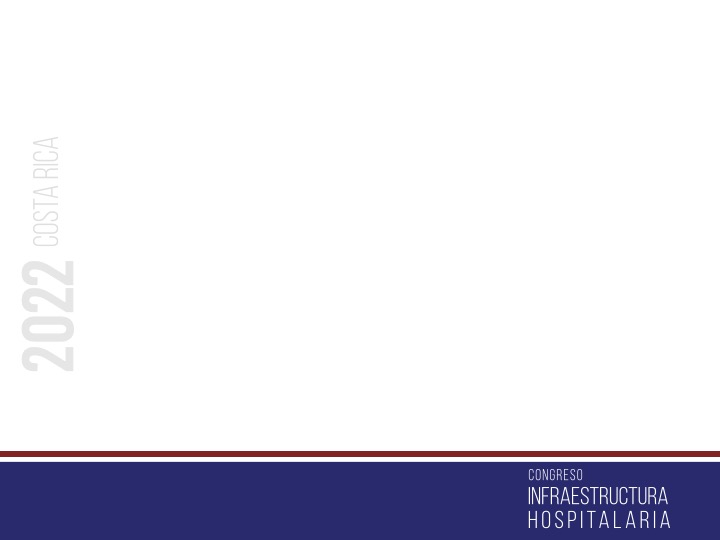 2022 COSTA RICA
CONGRESO
INFRAESTRUCTURA
HOSPITALARIA